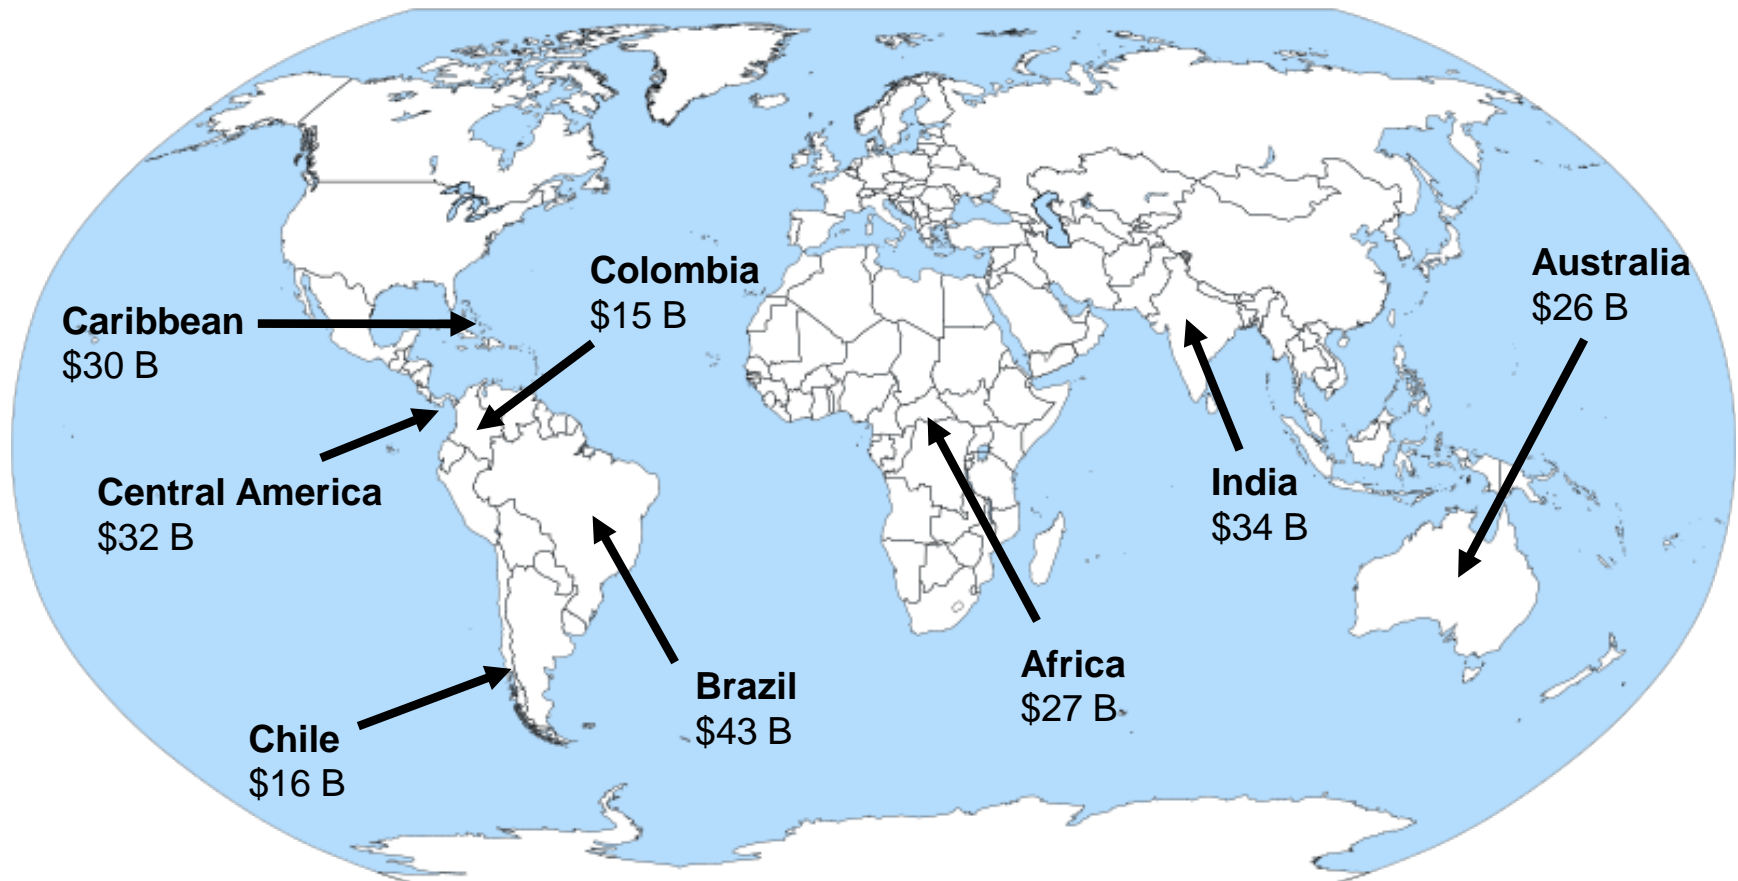 Colombia
$15 B
Australia
$26 B
Caribbean
$30 B
Central America
$32 B
India
$34 B
Africa
$27 B
Brazil
$43 B
Chile
$16 B